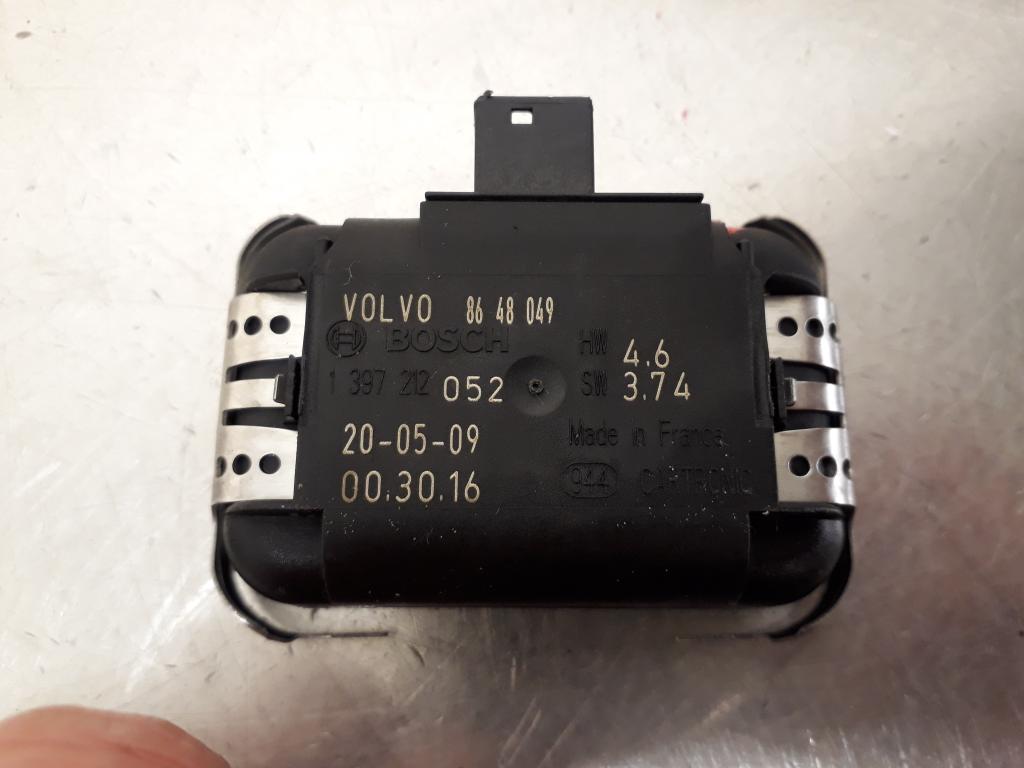 VOLVO 86 48 049
BOSCH
HW 4.6
1 397 212 052
SW 3.74
20-05-09
Made in France
00.30.16
944 CARTRONIC